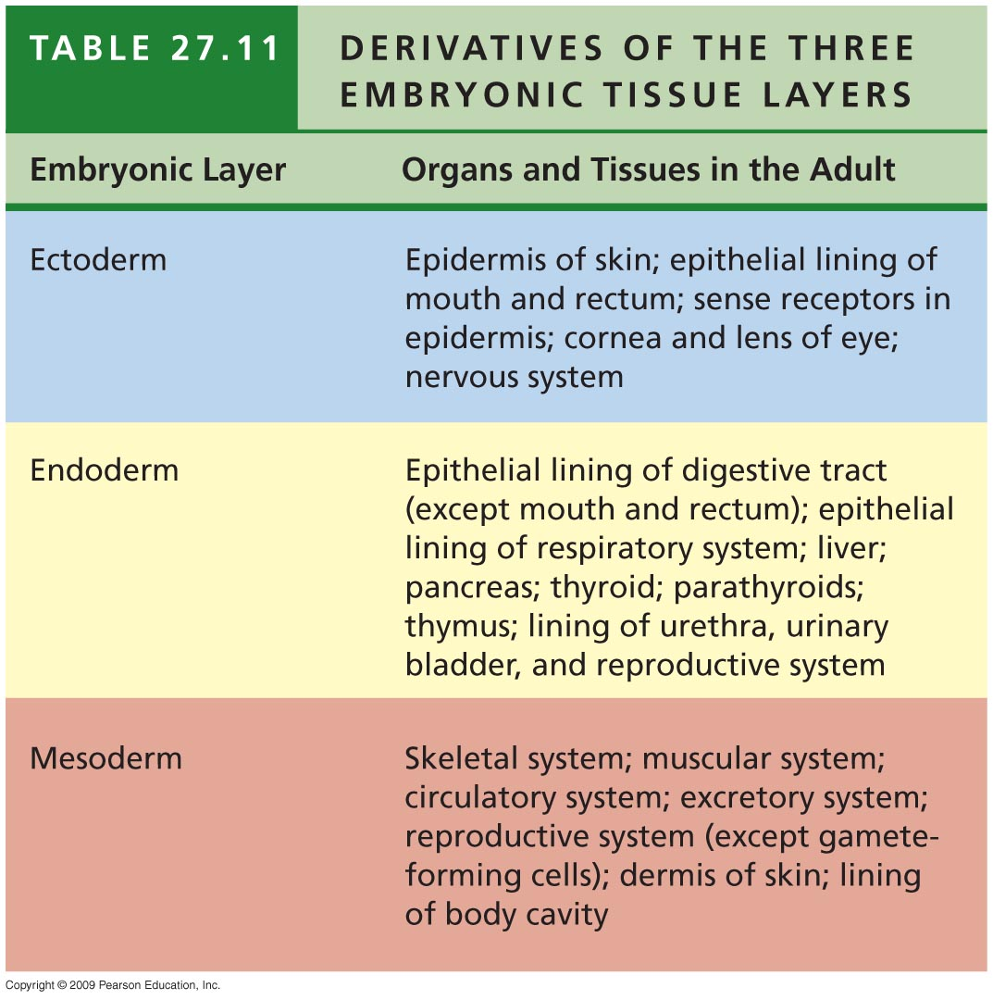 TABLE 27.11
DERIVATIVES OF THE THREE
EMBRYONIC TISSUE LAYERS
Embryonic Layer
Organs and Tissues in the Adult
Ectoderm
Epidermis of skin; epithelial lining of
mouth and rectum; sense receptors in
epidermis; cornea and lens of eye;
nervous system
Endoderm
Epithelial lining of digestive tract
(except mouth and rectum); epithelial
lining of respiratory system; liver;
pancreas; thyroid; parathyroids;
thymus; lining of urethra, urinary
bladder, and reproductive system
Mesoderm
Skeletal system; muscular system;
circulatory system; excretory system;
reproductive system (except gamete-
forming cells); dermis of skin; lining
of body cavity
Copyright © 2009 Pearson Education, Inc.